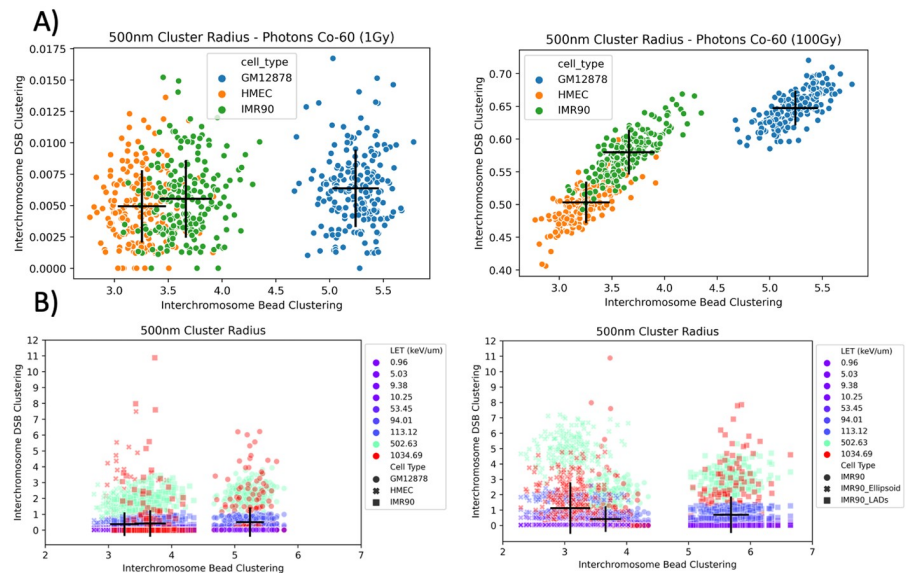 A)
500nm Cluster Radius - Photons Co-60 (1Gy)
Interchromosome DSB Clustering
0.0175
0.0150
0.0125
0.0100
0.0075
0.0050
0.0025
0.0000
cell_type
GM12878
HMEC
IMR90
3.0 3.5 4.0 4.5 5.0 5.5
Interchromosome Bead Clustering
500nm Cluster Radius - Photons Co-60 (100Gy)
Interchromosome DSB Clustering
0.70
0.65
0.60
0.55
0.50
0.45
0.40
cell_type
GM12878
HMEC
IMR90
3.0 3.5 4.0 4.5 5.0 5.5
Interchromosome Bead Clustering
B)
500nm Cluster Radius
Interchromosome DSB Clustering
12
11
10
9
8
7
6
5
4
3
2
1
0
2 3 4 5 6 7
Interchromosome Bead Clustering
LET (keV/um)
0.96
5.03
9.38
10.25
53.45
94.01
113.12
502.63
1034.69
Cell Type
GM12878
HMEC
IMR90
500nm Cluster Radius
Interchromosome DSB Clustering
12
11
10
9
8
7
6
5
4
3
2
1
0
2 3 4 5 6 7
Interchromosome Bead Clustering
LET (keV/um)
0.96
5.03
9.38
10.25
53.45
94.01
113.12
502.63
1034.69
Cell Type
IMR90
IMR90_Ellipsoid
IMR90_LADs